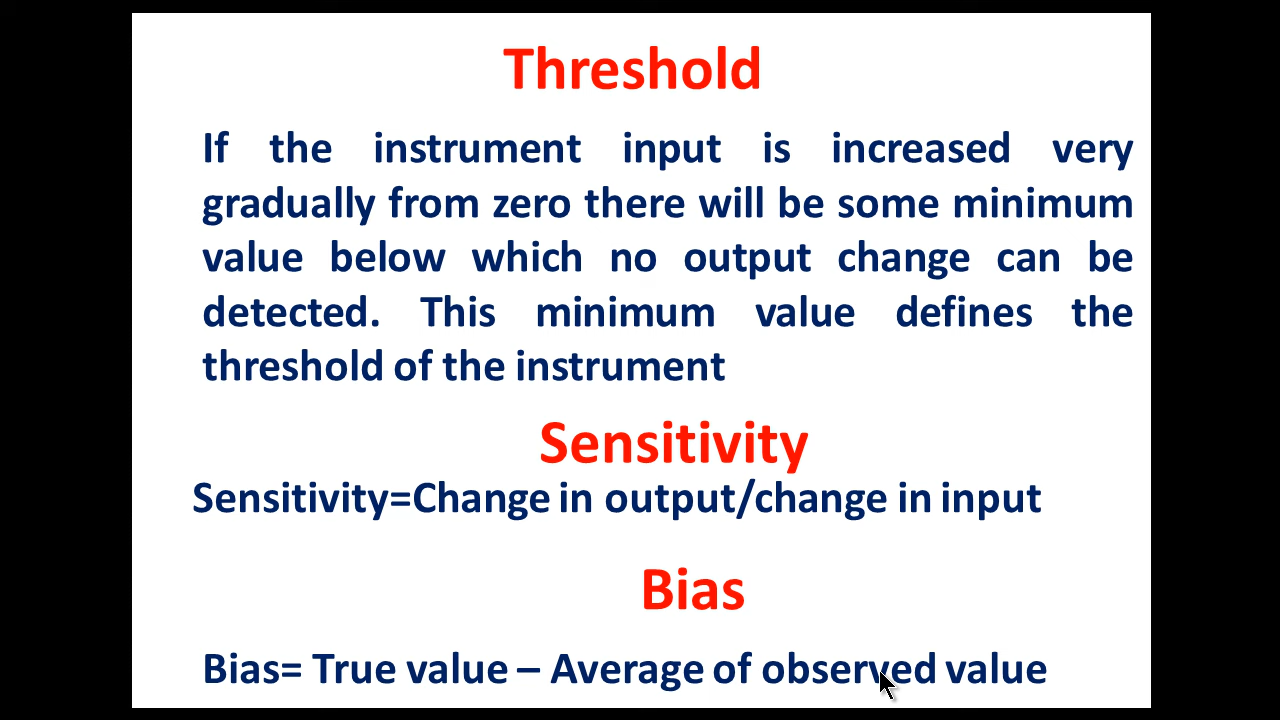 Threshold
If the instrument input is increased very
gradually from zero there will be some minimum
value below which no output change can be
detected. This minimum value defines the
threshold of the instrument
Sensitivity
Sensitivity=Change in output/change in input
Bias
Bias= True value – Average of observed value